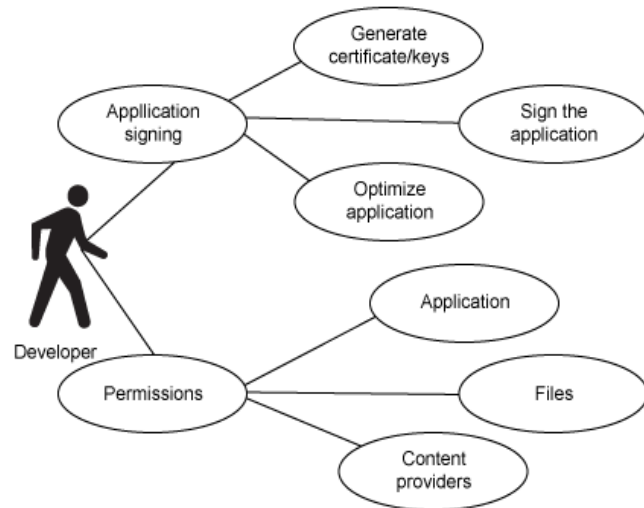 Generate
certificate/keys
Appllication
signing
Sign the
application
Optimize
application
Developer
Application
Permissions
Files
Content
providers